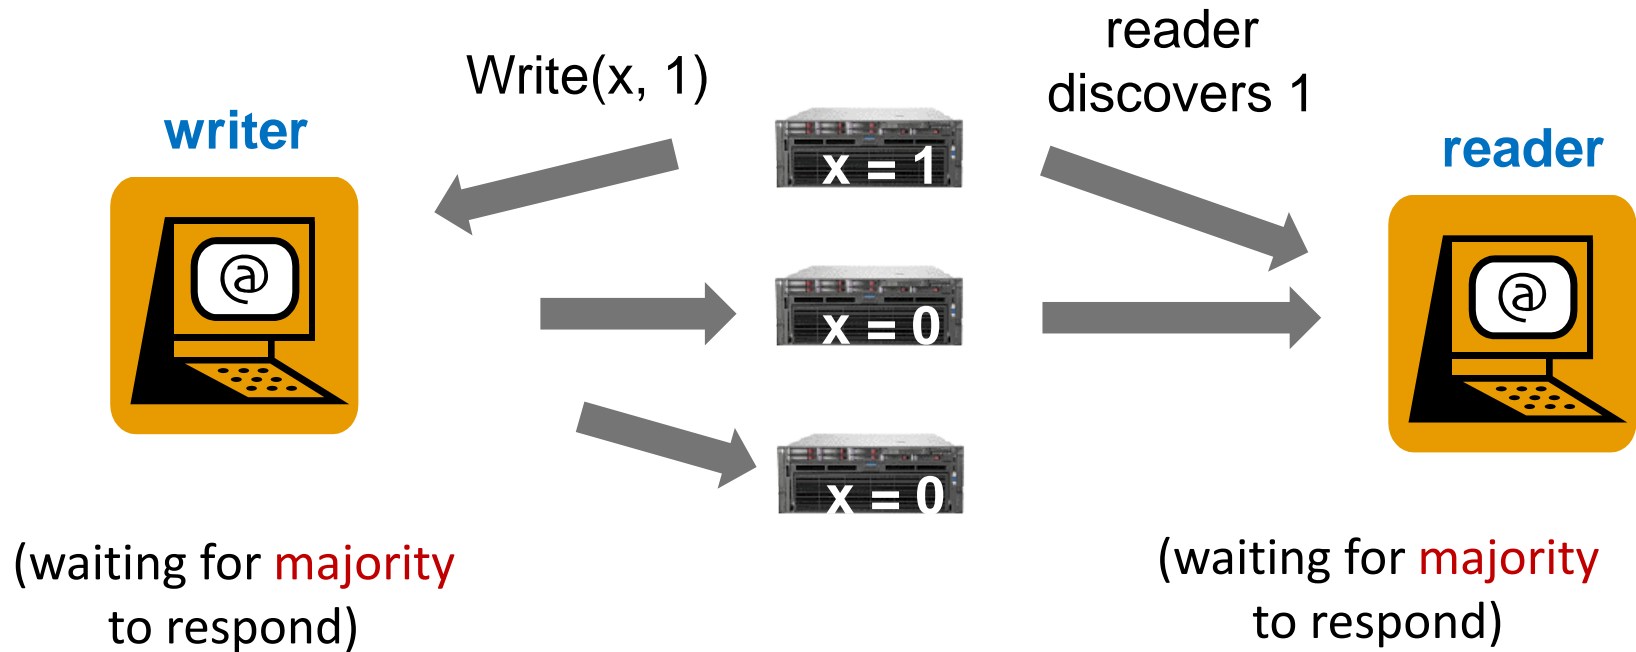 Write(x, 1)
reader
discovers 1
writer
reader
x = 1
@
@
x = 0
x = 0
(waiting for majority
to respond)
(waiting for majority
to respond)